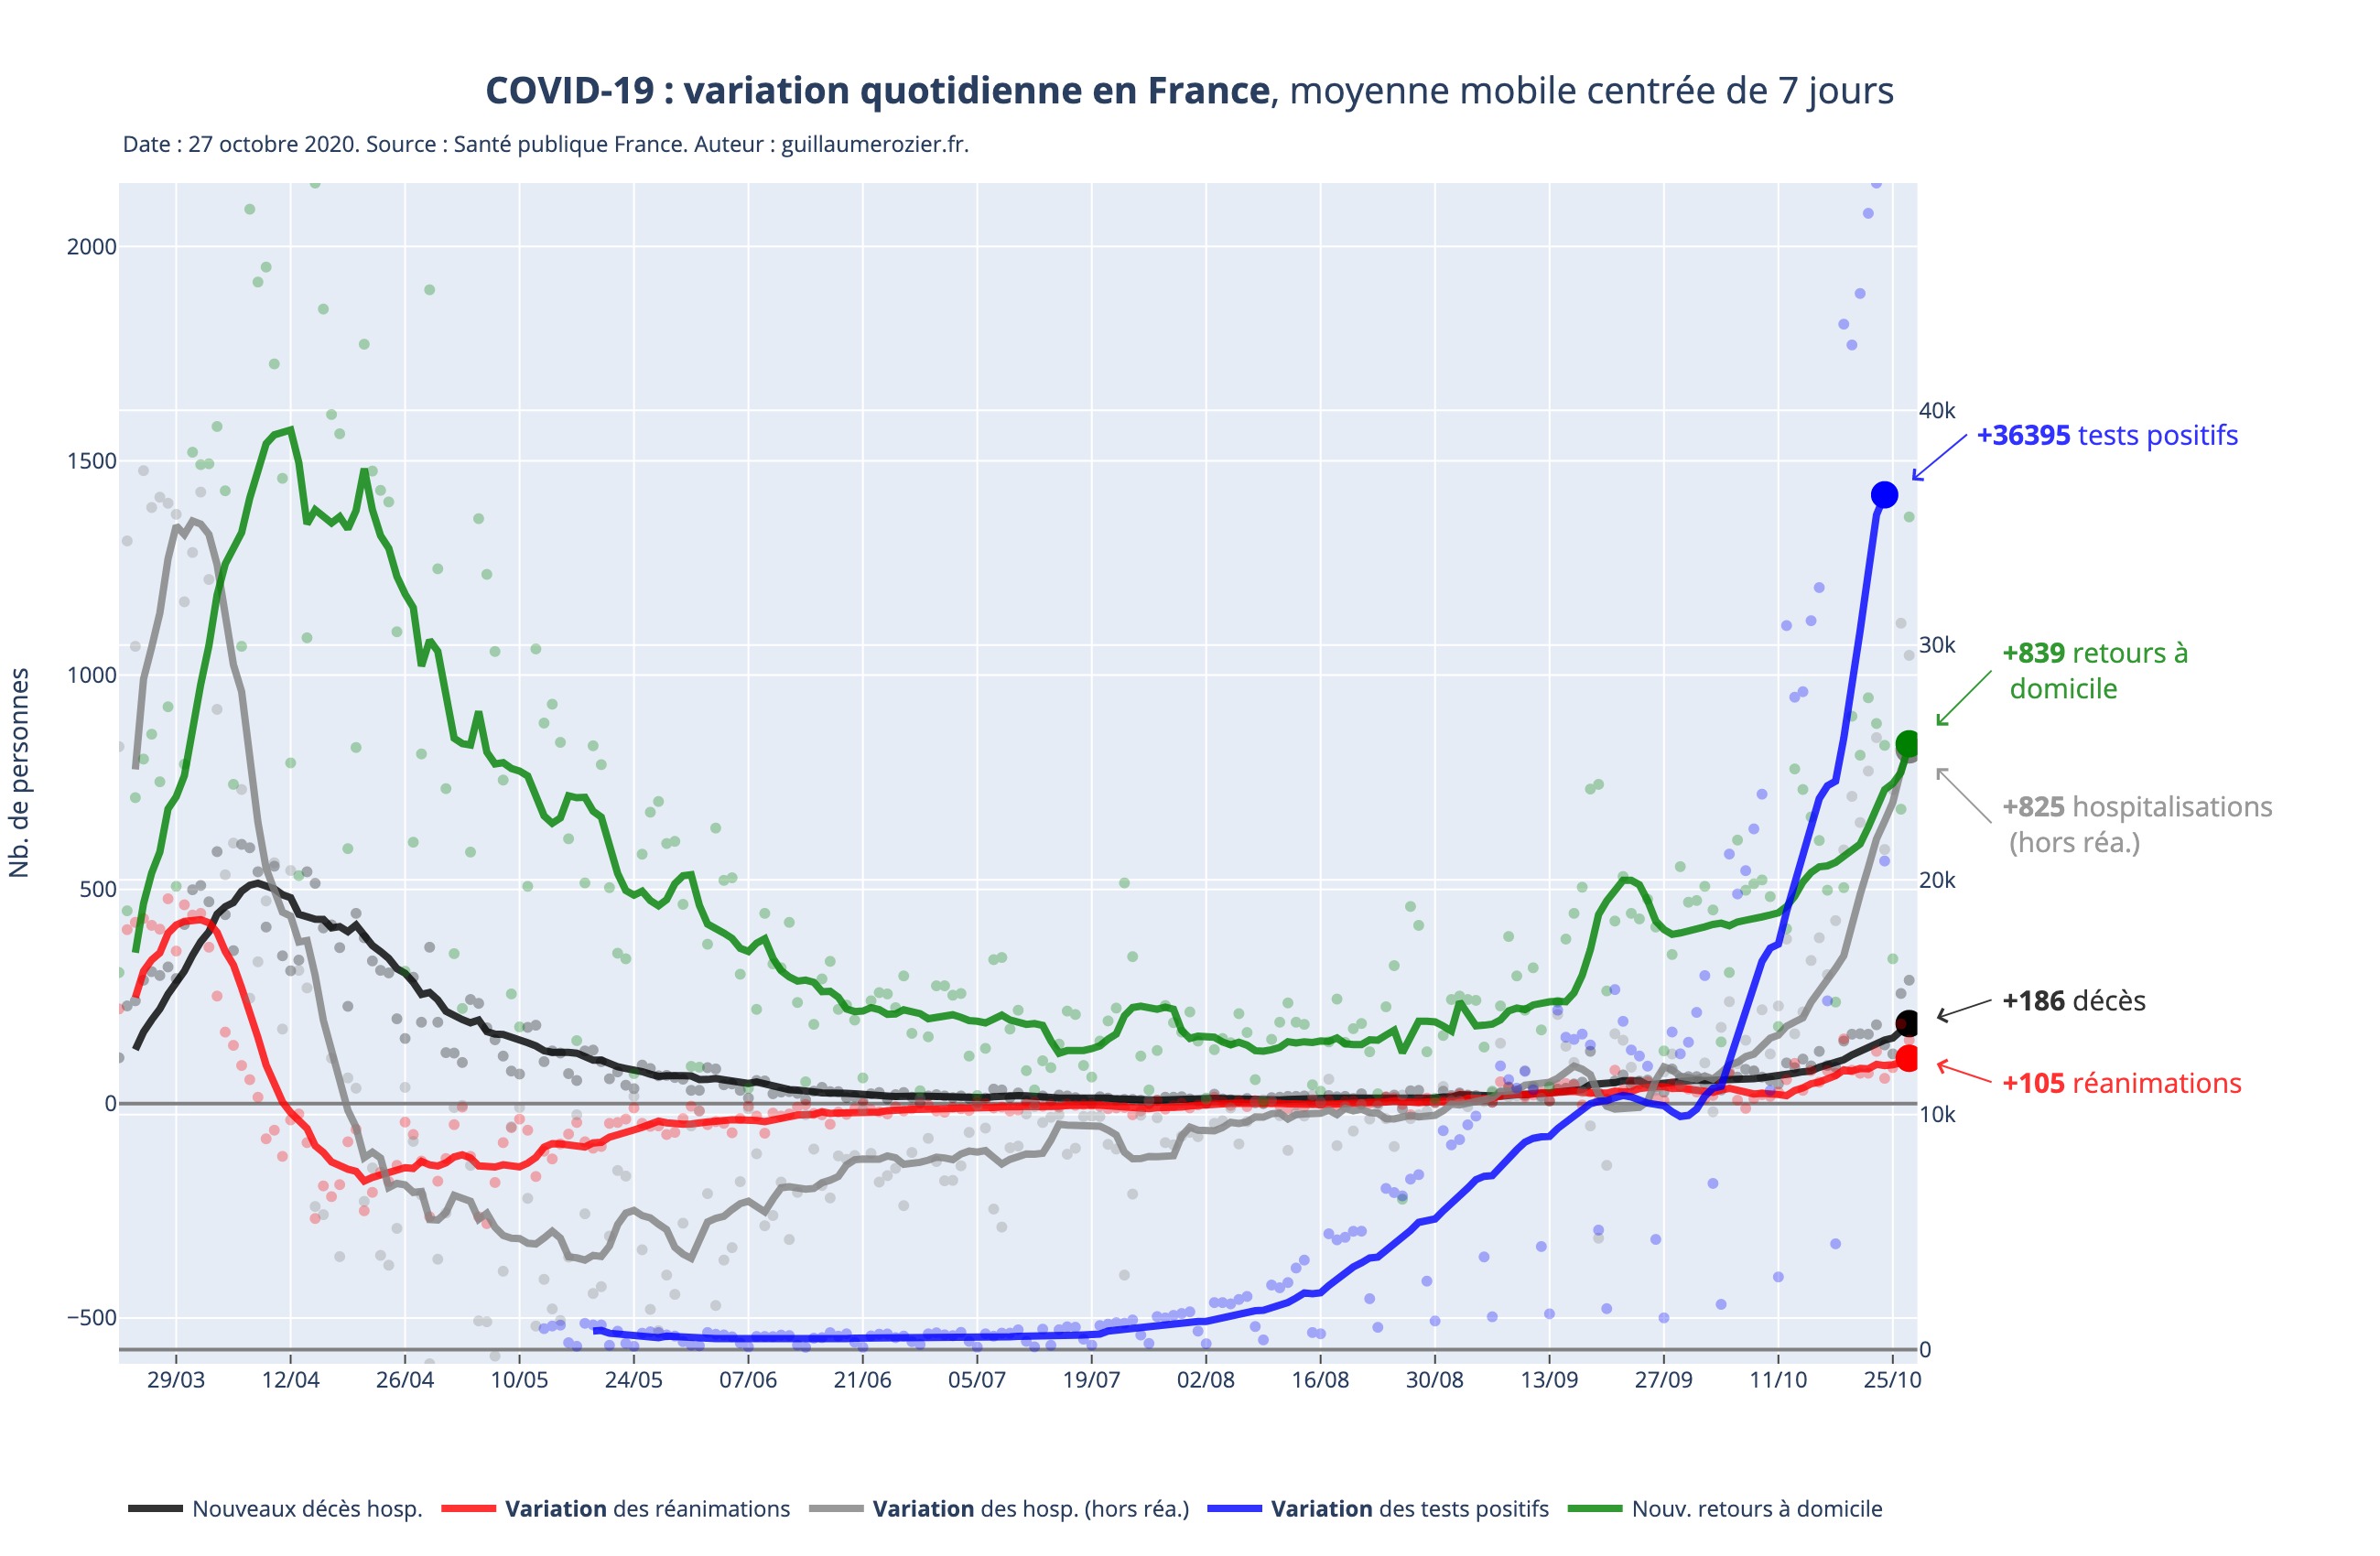 COVID-19 : variation quotidienne en France, moyenne mobile centrée de 7 jours
Date : 27 octobre 2020. Source : Santé publique France. Auteur : guillaumerozier.fr.
Nb. de personnes
2000
1500
1000
500
0
−500
40k
30k
20k
10k
0
+36395 tests positifs
+839 retours à
domicile
+825 hospitalisations
(hors réa.)
+186 décès
+105 réanimations
29/03 12/04 26/04 10/05 24/05 07/06 21/06 05/07 19/07 02/08 16/08 30/08 13/09 27/09 11/10 25/10
Nouveaux décès hosp. Variation des réanimations Variation des hosp. (hors réa.) Variation des tests positifs Nouv. retours à domicile